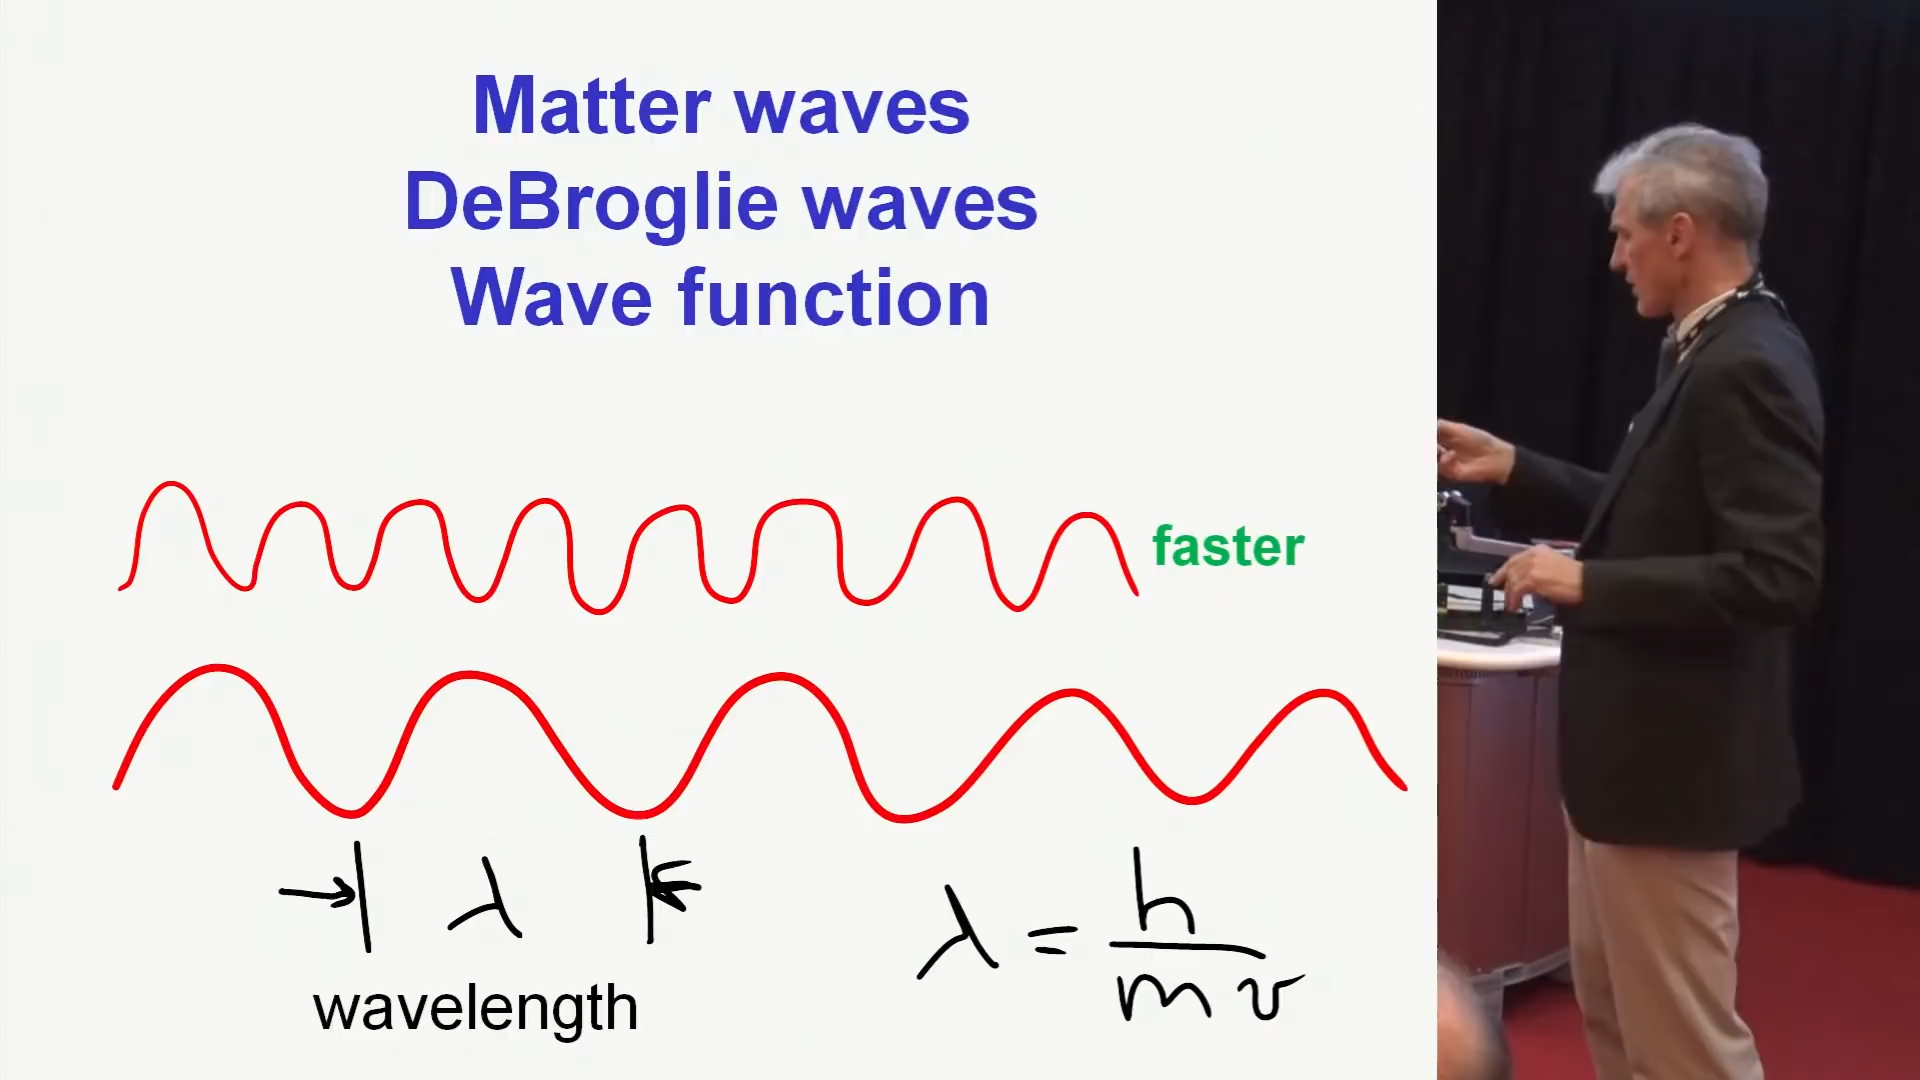 Matter waves
DeBroglie waves
Wave function
faster
λ
wavelength
λ = h / mv